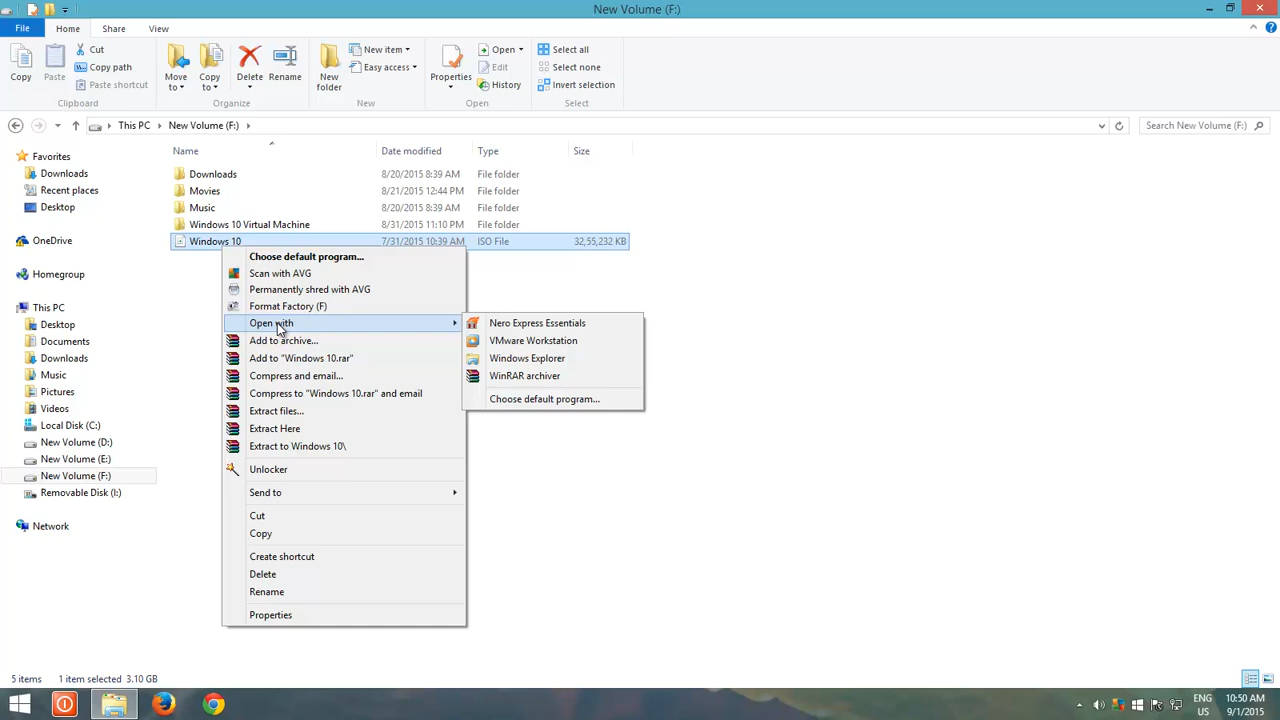 New Volume (F:)
File Home Share View
Copy
Paste
Cut
Copy path
Paste shortcut
Clipboard
Move to
Copy to
Delete
Rename
Organize
New folder
New item
Easy access
New
Properties
Open
Edit
History
Open
Select all
Select none
Invert selection
Select
This PC New Volume (F:)
Search New Volume (F:)
Favorites
Downloads
Recent places
Desktop
OneDrive
Homegroup
This PC
Desktop
Documents
Downloads
Music
Pictures
Videos
Local Disk (C:)
New Volume (D:)
New Volume (E:)
New Volume (F:)
Removable Disk (I:)
Network
Name Date modified Type Size
Downloads 8/20/2015 8:39 AM File folder
Movies 8/21/2015 12:44 PM File folder
Music 8/20/2015 8:39 AM File folder
Windows 10 Virtual Machine 8/31/2015 11:10 PM File folder
Windows 10 7/31/2015 10:39 AM ISO File 32,55,232 KB
Choose default program...
Scan with AVG
Permanently shred with AVG
Format Factory (F)
Open with
Add to archive...
Add to "Windows 10.rar"
Compress and email...
Compress to "Windows 10.rar" and email
Extract files...
Extract Here
Extract to Windows 10\
Unlocker
Send to
Cut
Copy
Create shortcut
Delete
Rename
Properties
Nero Express Essentials
VMware Workstation
Windows Explorer
WinRAR archiver
Choose default program...
5 items 1 item selected 3.10 GB
ENG
US
10:50 AM
9/1/2015